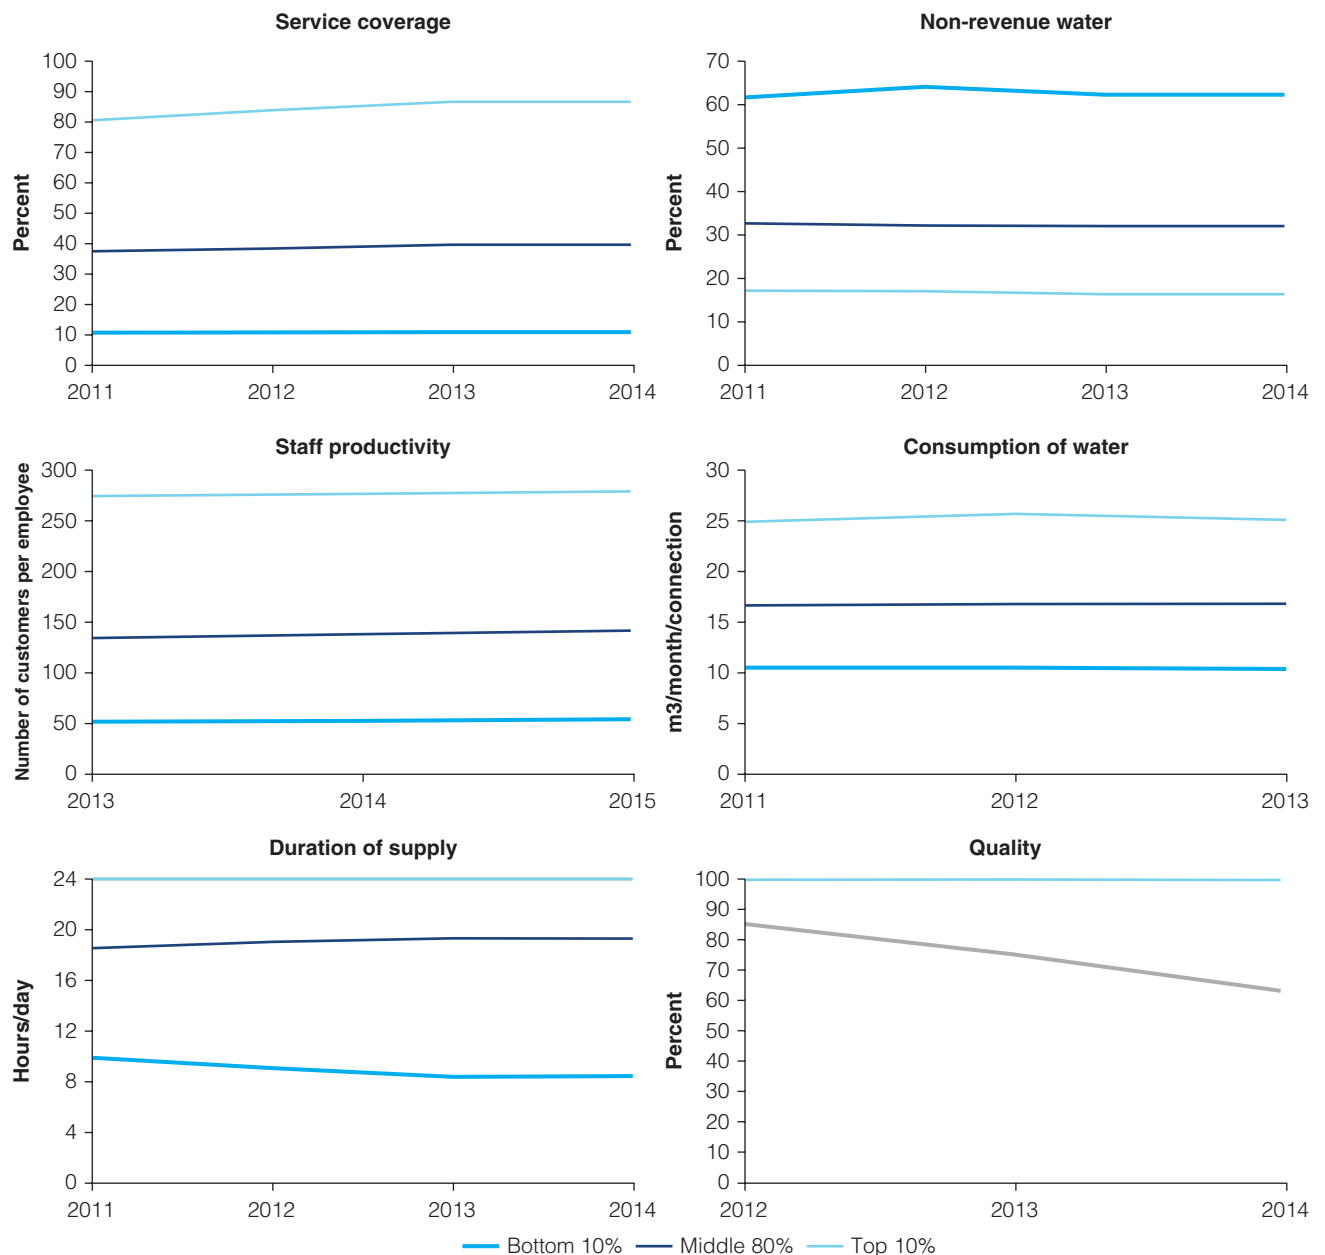 Service coverage
Percent
100
90
80
70
60
50
40
30
20
10
0
2011 2012 2013 2014
Non-revenue water
Percent
70
60
50
40
30
20
10
0
2011 2012 2013 2014
Staff productivity
Number of customers per employee
300
250
200
150
100
50
0
2013 2014 2015
Consumption of water
m3/month/connection
30
25
20
15
10
5
0
2011 2012 2013
Duration of supply
Hours/day
24
20
16
12
8
4
0
2011 2012 2013 2014
Quality
Percent
100
90
80
70
60
50
40
30
20
10
0
2012 2013 2014
Bottom 10% Middle 80% Top 10%